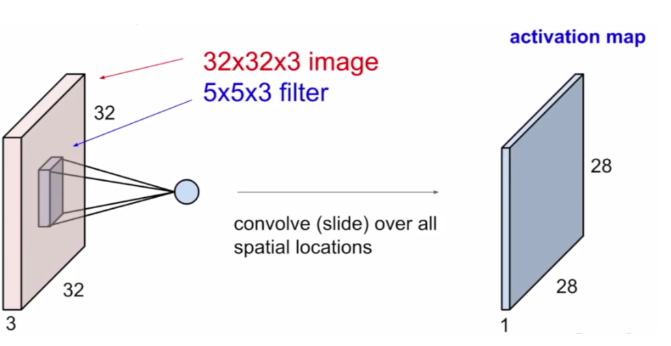 activation map
32x32x3 image
5x5x3 filter
32
32
3
convolve (slide) over all
spatial locations
28
28
1